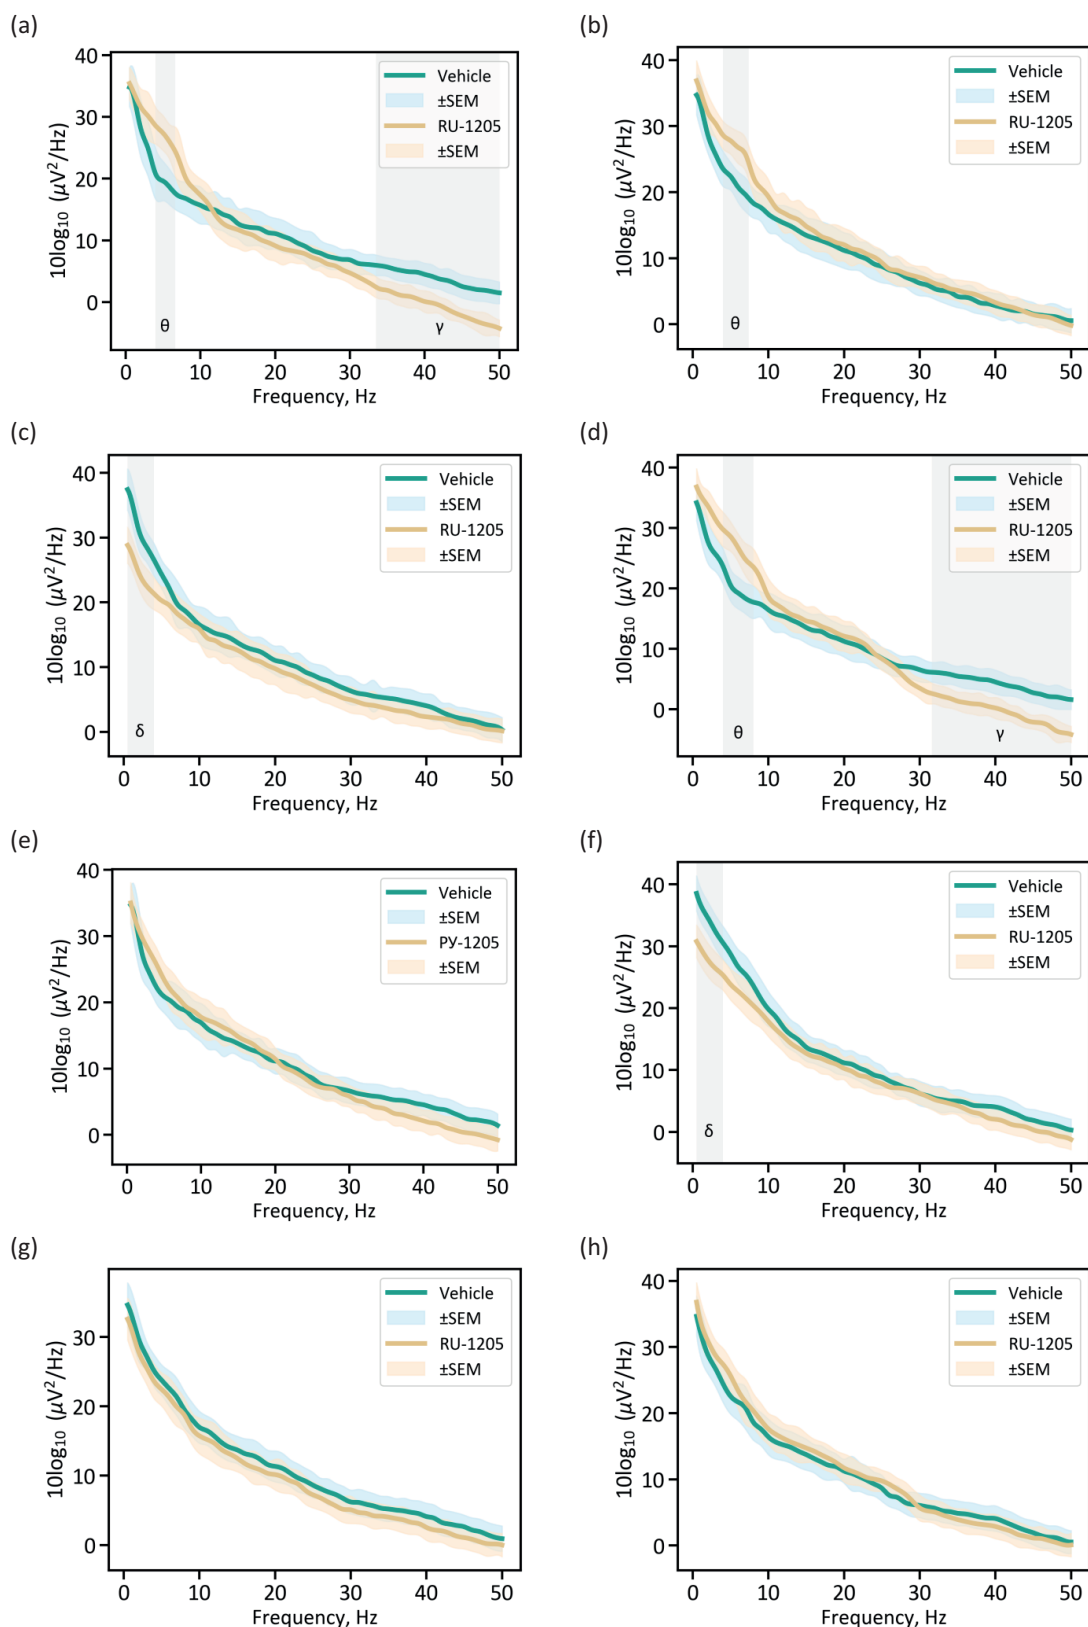 (a)
40
30
20
10
0
10log₁₀ (μV²/Hz)
Vehicle
±SEM
RU-1205
±SEM
θ
γ
0 10 20 30 40 50
Frequency, Hz
(b)
40
30
20
10
0
10log₁₀ (μV²/Hz)
Vehicle
±SEM
RU-1205
±SEM
θ
0 10 20 30 40 50
Frequency, Hz
(c)
40
30
20
10
0
10log₁₀ (μV²/Hz)
Vehicle
±SEM
RU-1205
±SEM
δ
0 10 20 30 40 50
Frequency, Hz
(d)
40
30
20
10
0
10log₁₀ (μV²/Hz)
Vehicle
±SEM
RU-1205
±SEM
θ
γ
0 10 20 30 40 50
Frequency, Hz
(e)
40
30
20
10
0
10log₁₀ (μV²/Hz)
Vehicle
±SEM
РУ-1205
±SEM
0 10 20 30 40 50
Frequency, Hz
(f)
40
30
20
10
0
10log₁₀ (μV²/Hz)
Vehicle
±SEM
RU-1205
±SEM
δ
0 10 20 30 40 50
Frequency, Hz
(g)
30
20
10
0
10log₁₀ (μV²/Hz)
Vehicle
±SEM
RU-1205
±SEM
0 10 20 30 40 50
Frequency, Hz
(h)
40
30
20
10
0
10log₁₀ (μV²/Hz)
Vehicle
±SEM
RU-1205
±SEM
0 10 20 30 40 50
Frequency, Hz